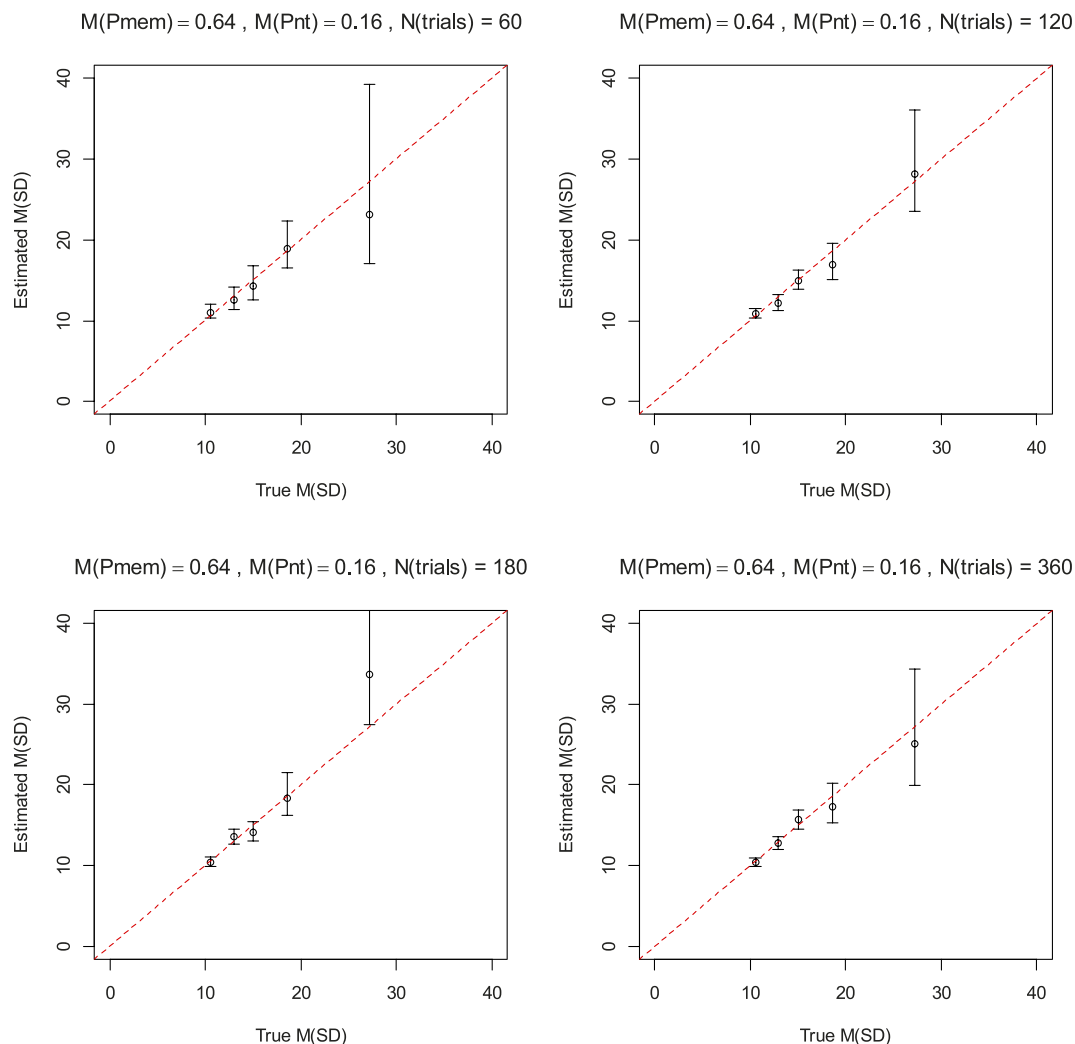 M(Pmem) = 0.64 , M(Pnt) = 0.16 , N(trials) = 60
40
30
20
10
0
Estimated M(SD)
0 10 20 30 40
True M(SD)
M(Pmem) = 0.64 , M(Pnt) = 0.16 , N(trials) = 120
40
30
20
10
0
Estimated M(SD)
0 10 20 30 40
True M(SD)
M(Pmem) = 0.64 , M(Pnt) = 0.16 , N(trials) = 180
40
30
20
10
0
Estimated M(SD)
0 10 20 30 40
True M(SD)
M(Pmem) = 0.64 , M(Pnt) = 0.16 , N(trials) = 360
40
30
20
10
0
Estimated M(SD)
0 10 20 30 40
True M(SD)